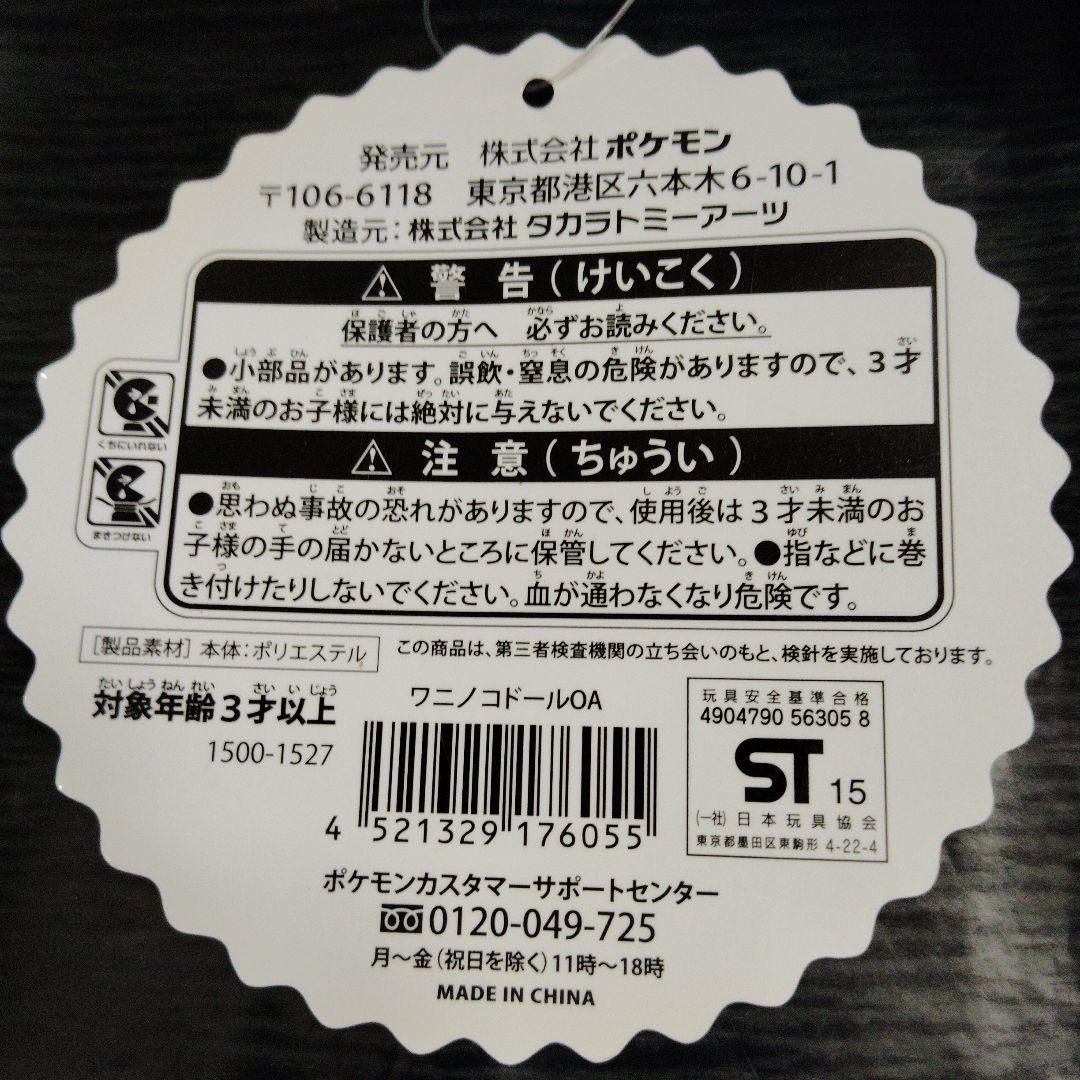 発売元 株式会社 ポケモン
〒106-6118 東京都港区六本木6-10-1
製造元:株式会社 タカラトミーアーツ
⚠ 警告(けいこく)
保護者の方へ 必ずお読みください。
●小部品があります。誤飲・窒息の危険がありますので、3才
未満のお子様には絶対に与えないでください。
⚠ 注意(ちゅうい)
●思わぬ事故の恐れがありますので、使用後は3才未満のお
子様の手の届かないところに保管してください。●指などに巻
き付けたりしないでください。血が通わなくなり危険です。
くちにいれない
まきつけない
[製品素材] 本体:ポリエステル
この商品は、第三者検査機関の立ち会いのもと、検針を実施しております。
対象年齢3才以上
1500-1527
ワニノコドールOA
4 521329 176055
玩具安全基準合格
4904790 56305 8
ST 15
(一社)日本玩具協会
東京都墨田区東駒形 4-22-4
ポケモンカスタマーサポートセンター
0120-049-725
月~金(祝日を除く)11時~18時
MADE IN CHINA